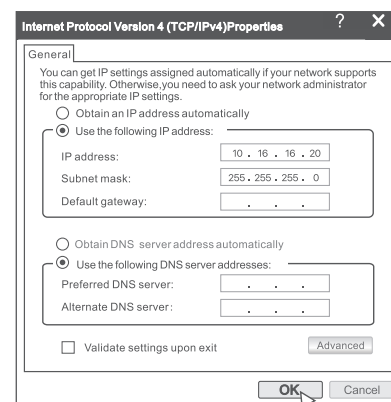 Internet Protocol Version 4 (TCP/IPv4)Properties ? X
General
You can get IP settings assigned automatically if your network supports
this capability. Otherwise,you need to ask your network administrator
for the appropriate IP settings.
Obtain an IP address automatically
Use the following IP address:
IP address: 10 . 16 . 16 . 20
Subnet mask: 255 . 255 . 255 . 0
Default gateway: . . .
Obtain DNS server address automatically
Use the following DNS server addresses:
Preferred DNS server: . . .
Alternate DNS server: . . .
Validate settings upon exit Advanced
OK Cancel